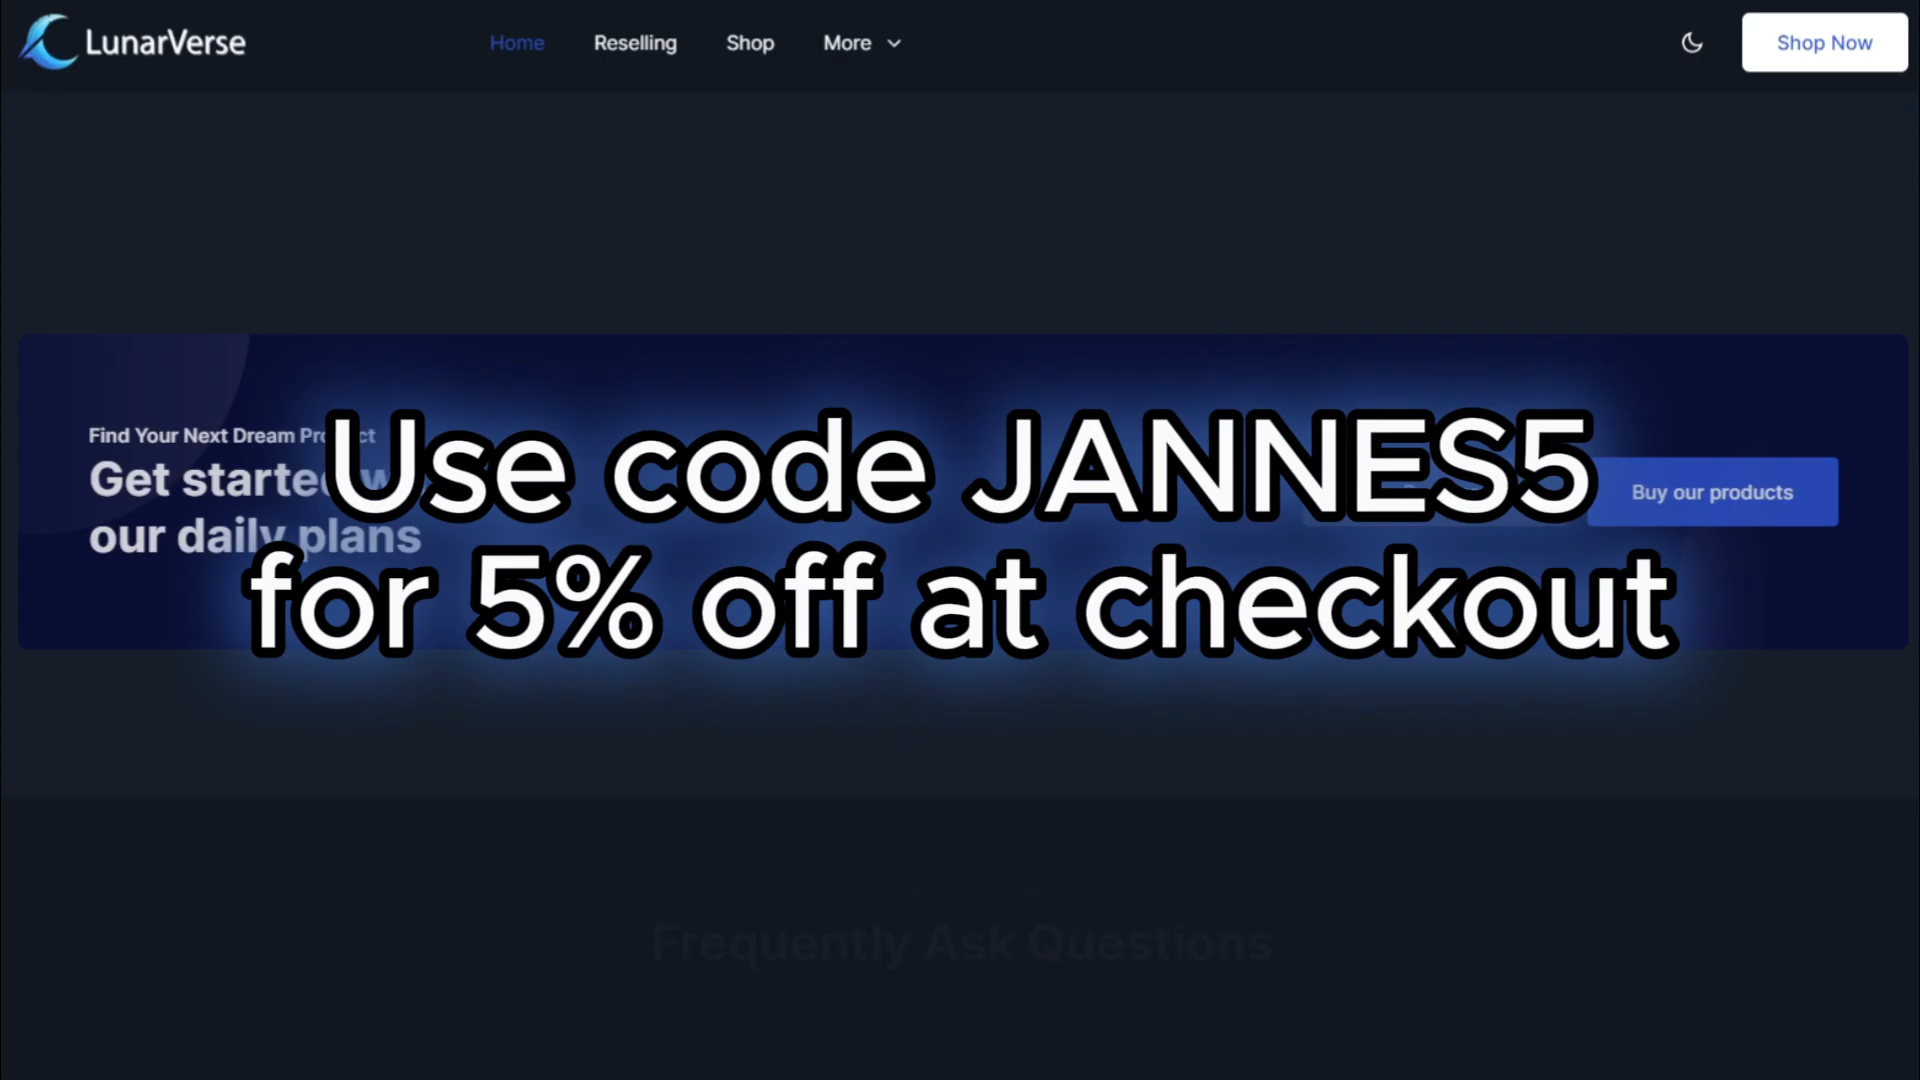 LunarVerse
Home
Reselling
Shop
More
Shop Now
Find Your Next Dream
Get started
our daily plans
Use code JANNES5
for 5% off at checkout
Buy our products
Frequently Ask Questions